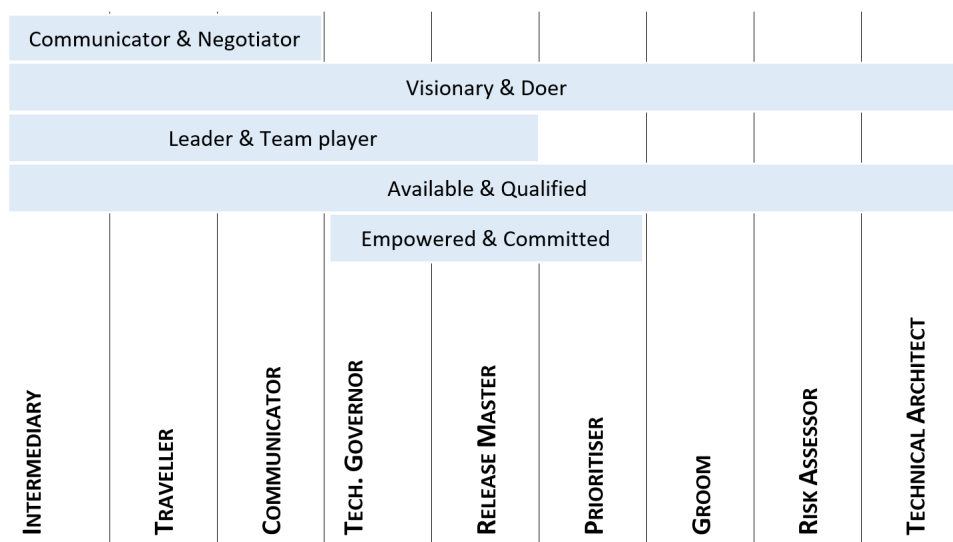 Communicator & Negotiator
Visionary & Doer
Leader & Team player
Available & Qualified
Empowered & Committed
INTERMEDIARY
TRAVELLER
COMMUNICATOR
TECH. GOVERNOR
RELEASE MASTER
PRIORITISER
GROOM
RISK ASSESSOR
TECHNICAL ARCHITECT